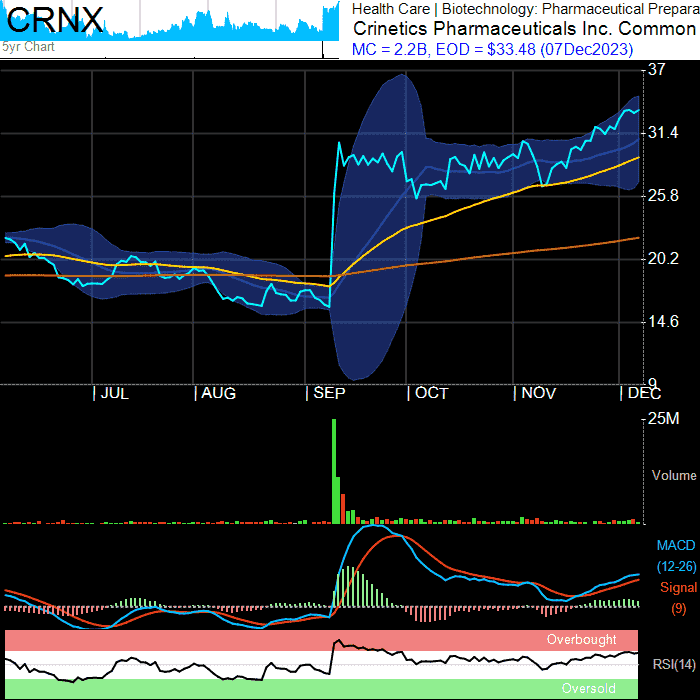 CRNX
5yr Chart
Health Care | Biotechnology: Pharmaceutical Prepara
Crinetics Pharmaceuticals Inc. Common
MC = 2.2B, EOD = $33.48 (07Dec2023)
37
31.4
25.8
20.2
14.6
9
JUL AUG SEP OCT NOV DEC
25M
Volume
MACD
(12-26)
Signal
(9)
Overbought
RSI(14)
Oversold